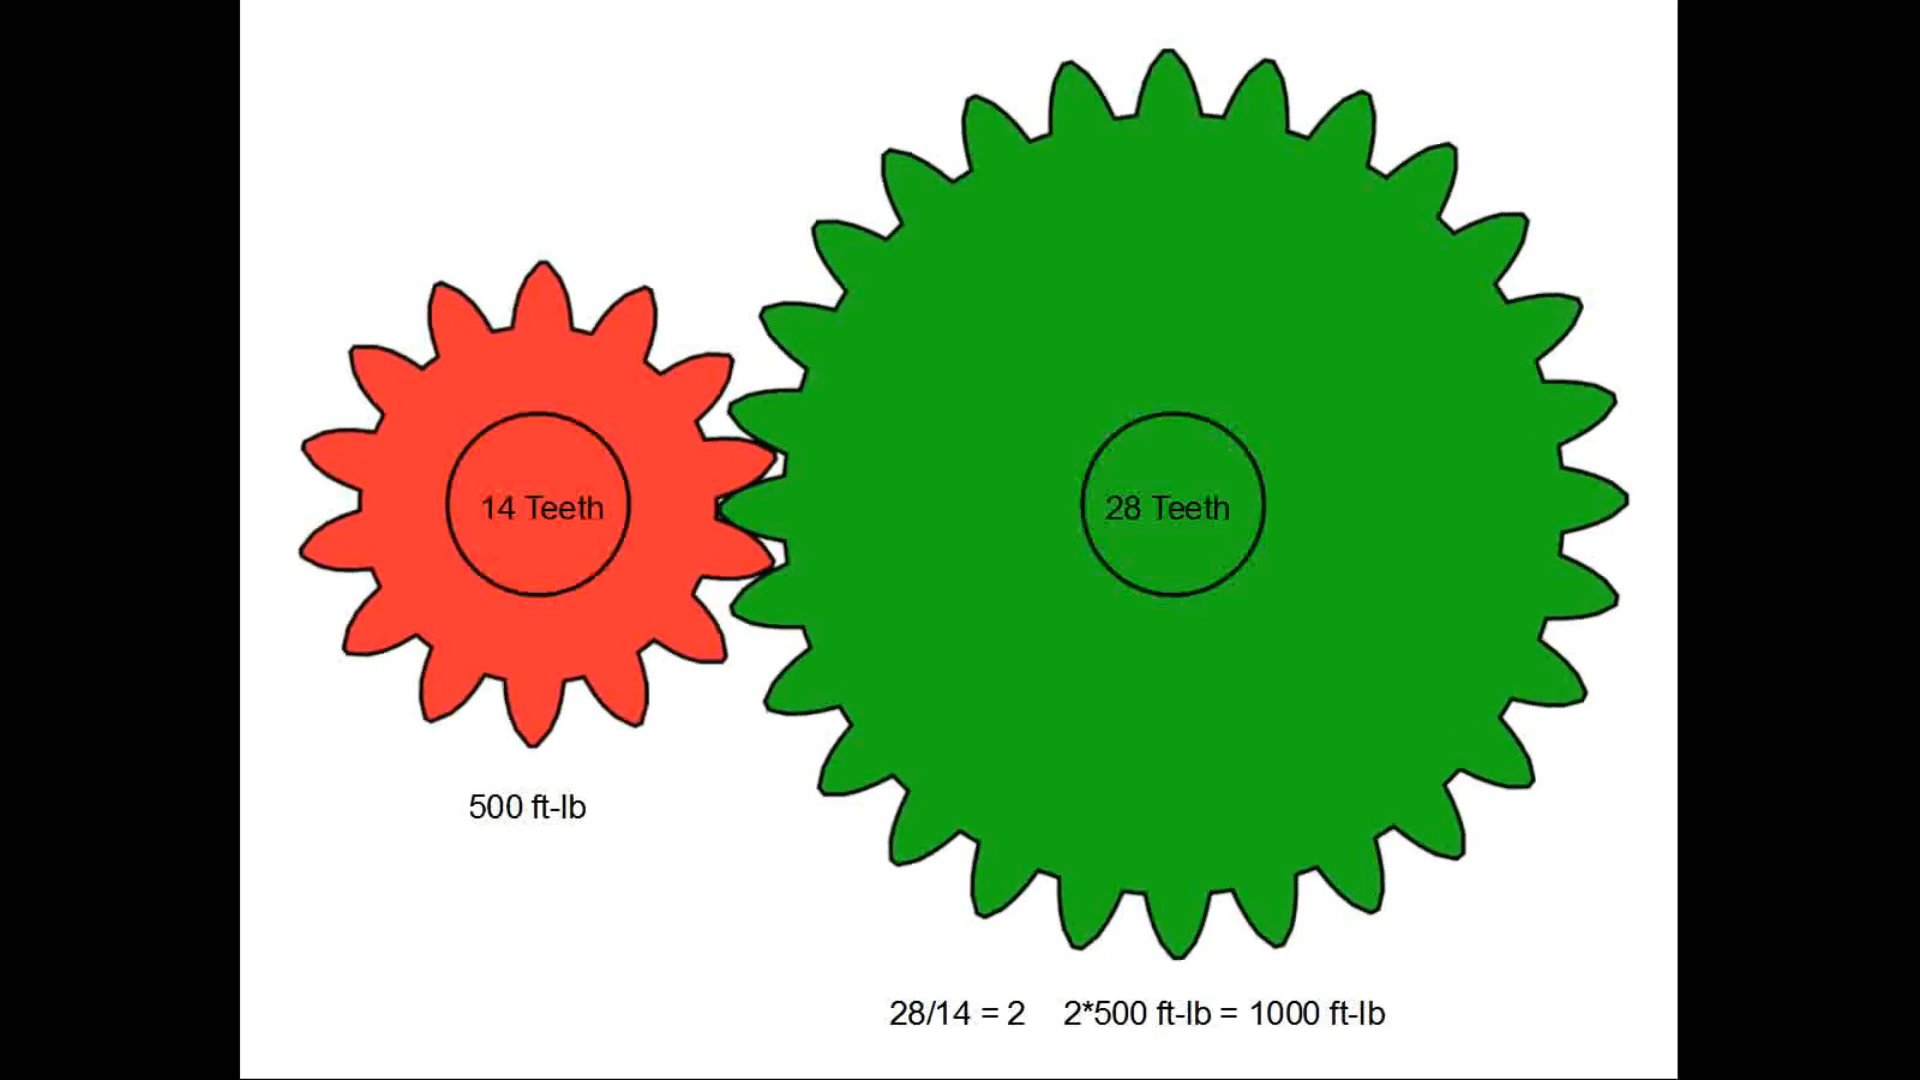 14 Teeth
28 Teeth
500 ft-lb
28/14 = 2    2*500 ft-lb = 1000 ft-lb